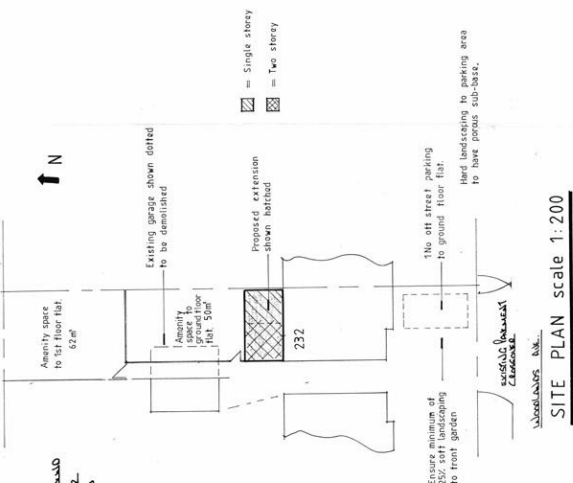 Amenity space
to 1st floor flat.
62m²
N
Existing garage shown dotted
to be demolished
= Single storey
= Two storey
Amenity
space to
ground floor
flat. 50m²
Proposed extension
shown hatched
232
1No off street parking
to ground floor flat.
Ensure minimum of
25% soft landscaping
to front garden
Hard landscaping to parking area
to have porous sub-base.
EXISTING PAVEMENT
CROSSOVER
SITE PLAN scale 1:200